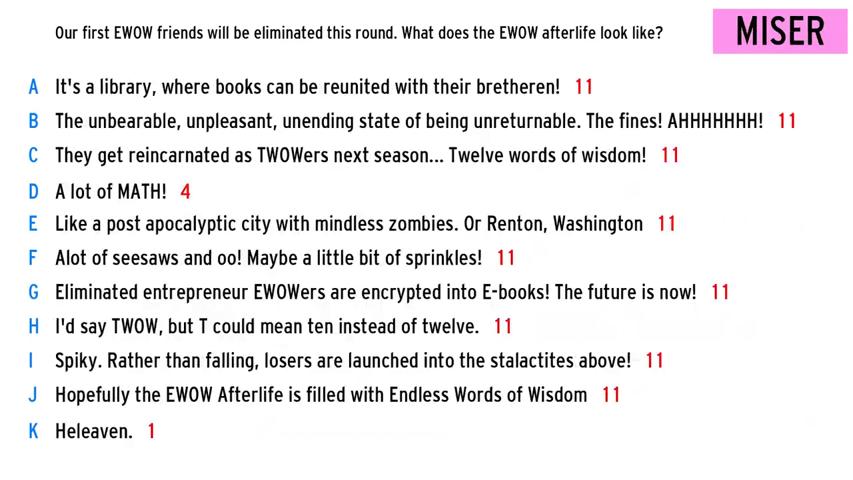 Our first EWOW friends will be eliminated this round. What does the EWOW afterlife look like?
MISER
A It's a library, where books can be reunited with their bretheren! 11
B The unbearable, unpleasant, unending state of being unreturnable. The fines! AHHHHHHH! 11
C They get reincarnated as TWOWers next season... Twelve words of wisdom! 11
D A lot of MATH! 4
E Like a post apocalyptic city with mindless zombies. Or Renton, Washington 11
F Alot of seesaws and oo! Maybe a little bit of sprinkles! 11
G Eliminated entrepreneur EWOWers are encrypted into E-books! The future is now! 11
H I'd say TWOW, but T could mean ten instead of twelve. 11
I Spiky. Rather than falling, losers are launched into the stalactites above! 11
J Hopefully the EWOW Afterlife is filled with Endless Words of Wisdom 11
K Heleaven. 1